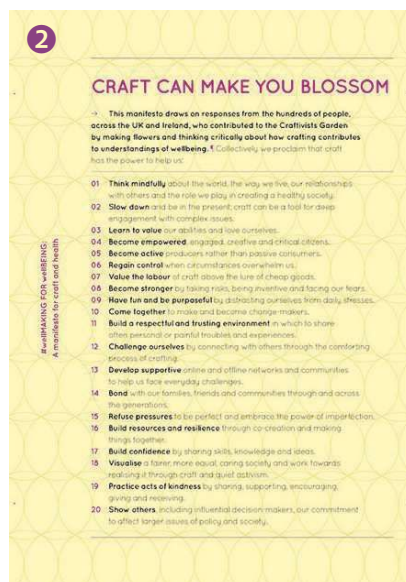 2
CRAFT CAN MAKE YOU BLOSSOM
→ This manifesto draws on responses from the hundreds of people,
across the UK and Ireland, who contributed to the Craftivists Garden
by making flowers and thinking critically about how crafting contributes
to understandings of wellbeing. ¶ Collectively we proclaim that craft
has the power to help us:
01 Think mindfully about the world, the way we live, our relationships
with others and the role we play in creating a healthy society.
02 Slow down and be in the present; craft can be a tool for deep
engagement with complex issues.
03 Learn to value our abilities and love ourselves.
04 Become empowered, engaged, creative and critical citizens.
05 Become active producers rather than passive consumers.
06 Regain control when circumstances overwhelm us.
07 Value the labour of craft above the lure of cheap goods.
08 Become stronger by taking risks, being inventive and facing our fears.
09 Have fun and be purposeful by distracting ourselves from daily stresses.
10 Come together to make and become change-makers.
11 Build a respectful and trusting environment in which to share
often personal or painful troubles and experiences.
12 Challenge ourselves by connecting with others through the comforting
process of crafting.
13 Develop supportive online and offline networks and communities
to help us face everyday challenges.
14 Bond with our families, friends and communities through and across
the generations.
15 Refuse pressures to be perfect and embrace the power of imperfection.
16 Build resources and resilience through co-creation and making
things together.
17 Build confidence by sharing skills, knowledge and ideas.
18 Visualise a fairer, more equal, caring society and work towards
realising it through craft and quiet activism.
19 Practice acts of kindness by sharing, supporting, encouraging,
giving and receiving.
20 Show others, including influential decision-makers, our commitment
to affect larger issues of policy and society.
#wellMAKING FOR wellBEING:
A manifesto for craft and health